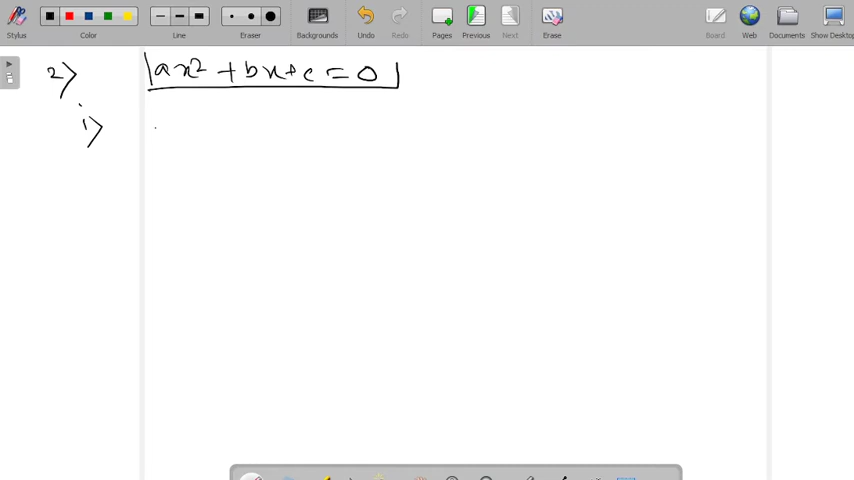 Stylus Color Line Eraser Backgrounds Undo Redo Pages Previous Next Erase Board Web Documents Show Desktop
2> ax² + bx + c = 0
i>